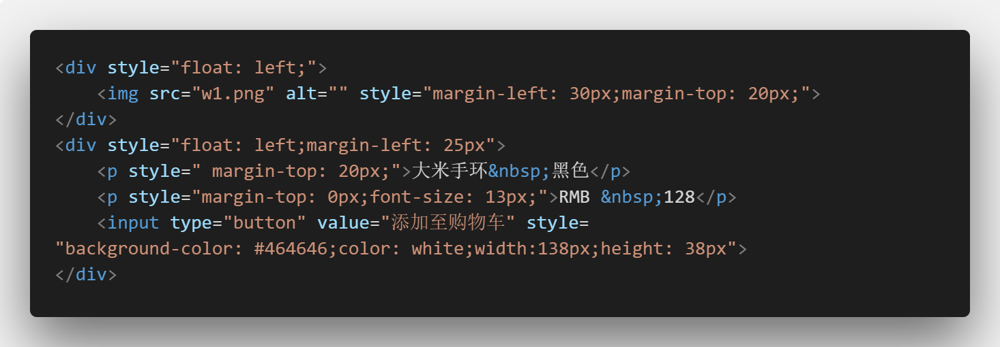 <div style="float: left;">
    <img src="w1.png" alt="" style="margin-left: 30px;margin-top: 20px;">
</div>
<div style="float: left;margin-left: 25px">
    <p style=" margin-top: 20px;">大米手环&nbsp;黑色</p>
    <p style="margin-top: 0px;font-size: 13px;">RMB &nbsp;128</p>
    <input type="button" value="添加至购物车" style=
"background-color: #464646;color: white;width:138px;height: 38px">
</div>